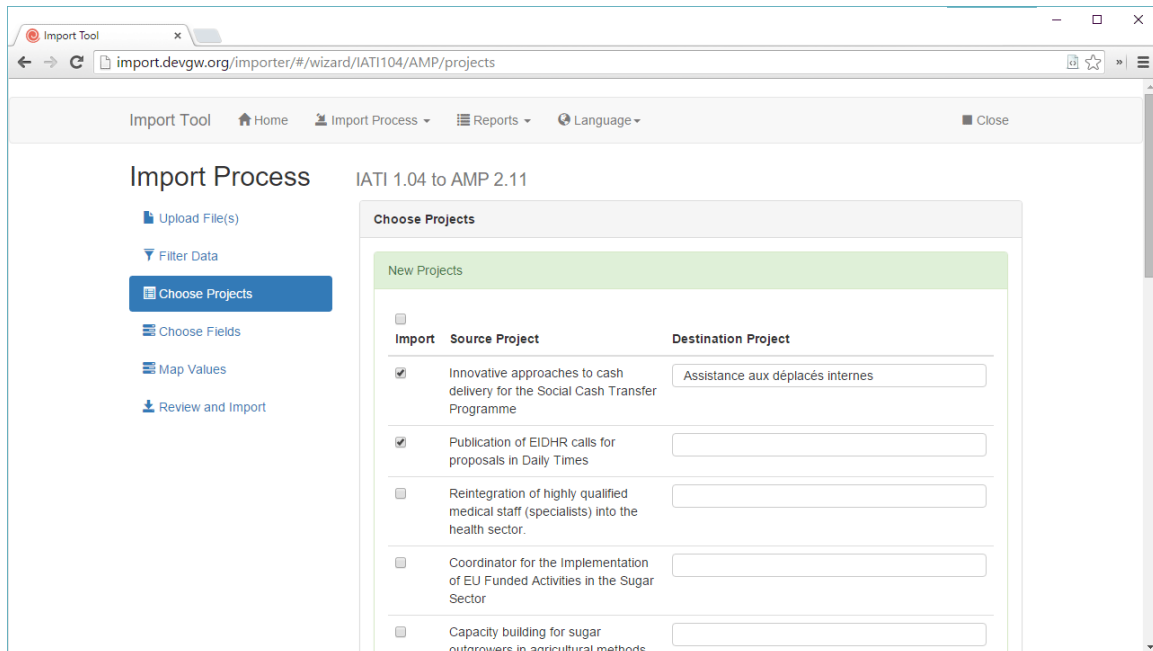 Import Tool
import.devgw.org/importer/#/wizard/IATI104/AMP/projects
Import Tool Home Import Process Reports Language Close
Import Process IATI 1.04 to AMP 2.11
Upload File(s)
Filter Data
Choose Projects
Choose Fields
Map Values
Review and Import
Choose Projects
New Projects
Import Source Project Destination Project
Innovative approaches to cash
delivery for the Social Cash Transfer
Programme
Assistance aux déplacés internes
Publication of EIDHR calls for
proposals in Daily Times
Reintegration of highly qualified
medical staff (specialists) into the
health sector.
Coordinator for the Implementation
of EU Funded Activities in the Sugar
Sector
Capacity building for sugar
outgrowers in agricultural methods